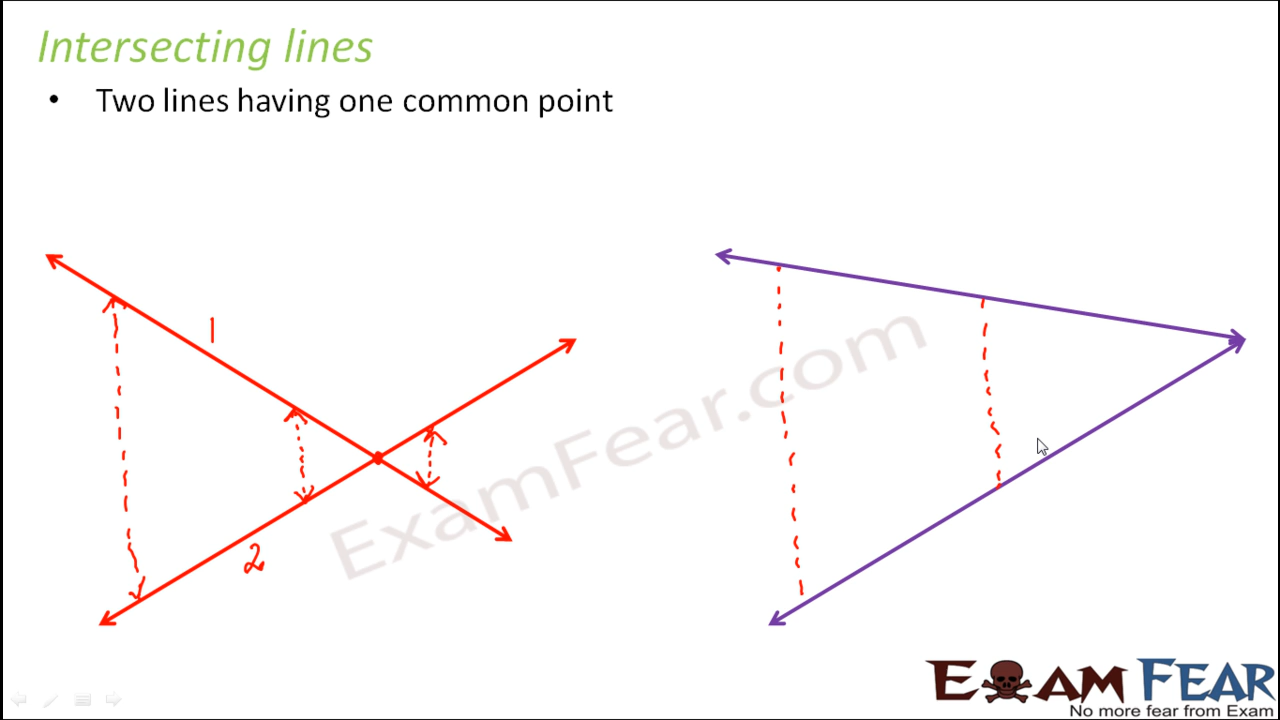 Intersecting lines
• Two lines having one common point
1
2
ExamFear.com
EXAM FEAR
No more fear from Exam